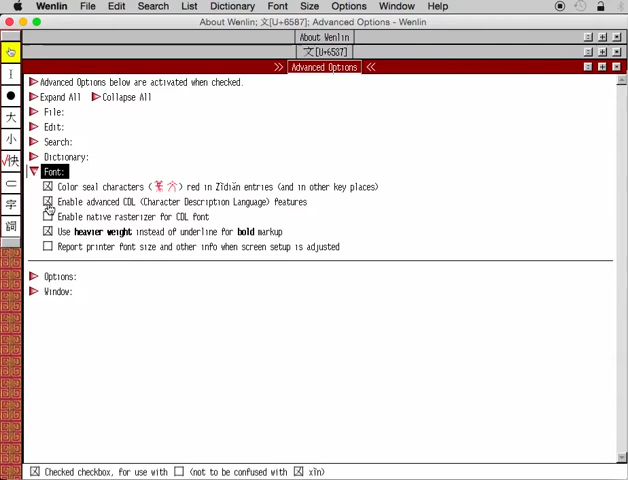 Wenlin File Edit Search List Dictionary Font Size Options Window Help
About Wenlin; 文[U+6587]; Advanced Options - Wenlin
About Wenlin
文[U+6587]
>> Advanced Options <<
Advanced Options below are activated when checked.
Expand All Collapse All
File:
Edit:
Search:
Dictionary:
Font:
Color seal characters ( ) red in Zìdiǎn entries (and in other key places)
Enable advanced CDL (Character Description Language) features
Enable native rasterizer for CDL font
Use heavier weight instead of underline for bold markup
Report printer font size and other info when screen setup is adjusted
Options:
Window:
大
小
√快
字
詞
Checked checkbox, for use with (not to be confused with xìn)